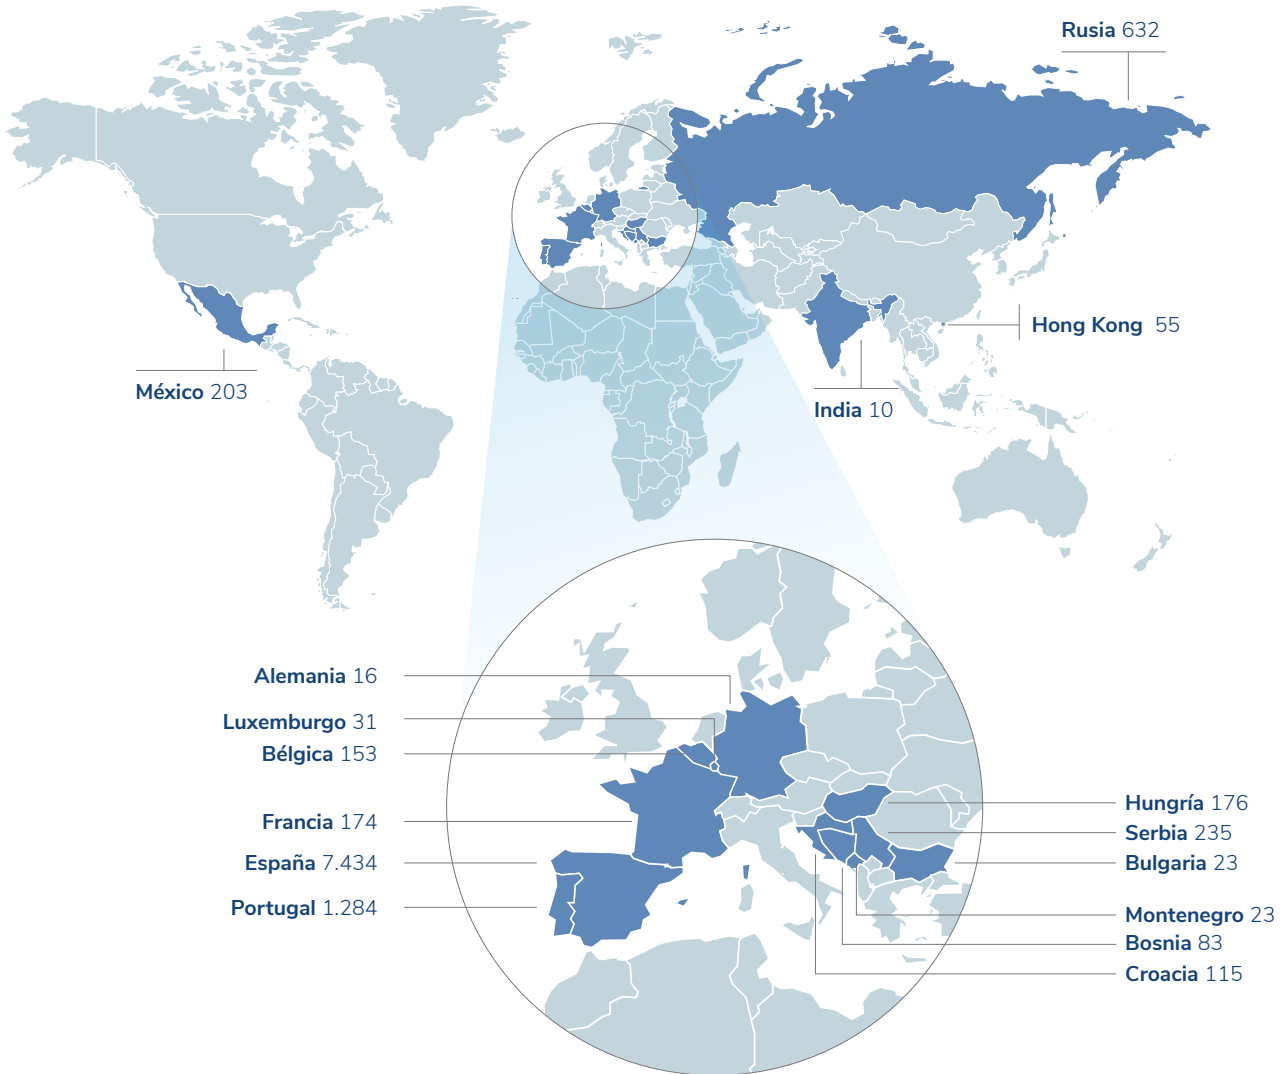 Rusia 632
Hong Kong 55
México 203
India 10
Alemania 16
Luxemburgo 31
Bélgica 153
Francia 174
España 7.434
Portugal 1.284
Hungría 176
Serbia 235
Bulgaria 23
Montenegro 23
Bosnia 83
Croacia 115